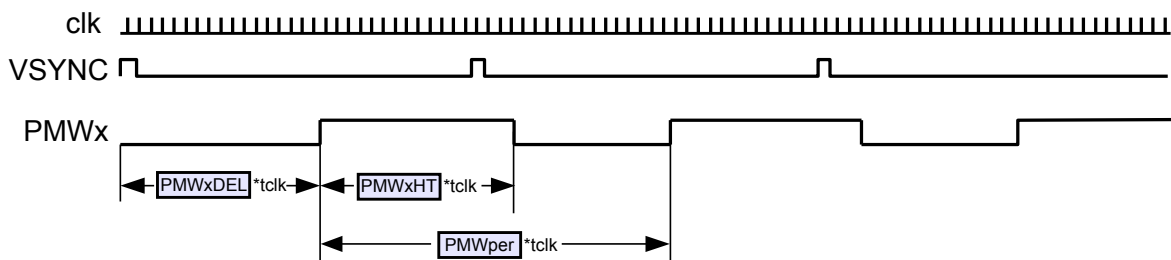 clk
VSYNC
PMWx
PMWxDEL *tclk
PMWxHT *tclk
PMWper *tclk